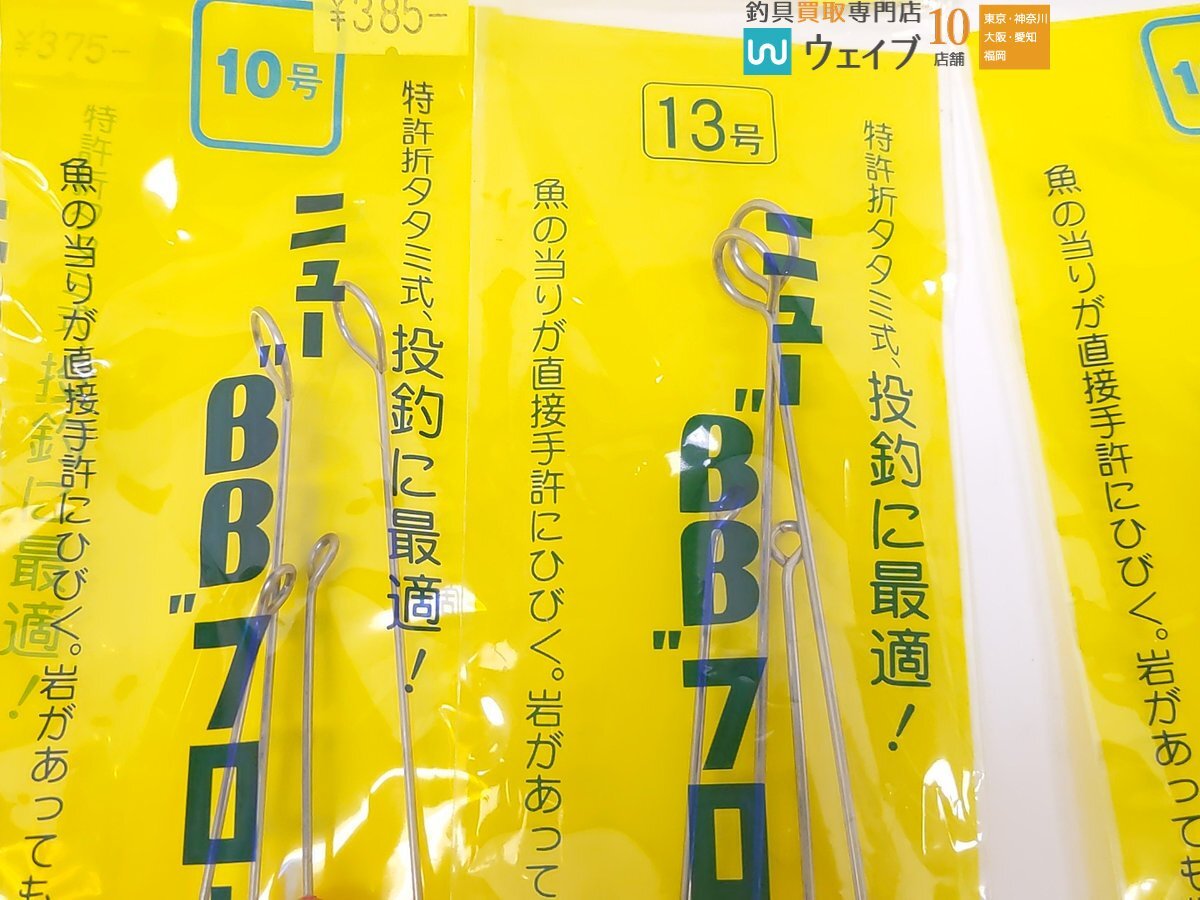 釣具買取専門店
ウェイブ
10店舗
東京・神奈川
大阪・愛知
福岡
¥375-
¥385-
10号
特許折タタミ式、投釣に最適！
ニュー
"BB"フロ
魚の当りが直接手許にひびく。岩があっても
13号
特許折タタミ式、投釣に最適！
ニュー
"BB"フロ
魚の当りが直接手許にひびく。岩があって
魚の当りが直接手許にひびく。岩があっても